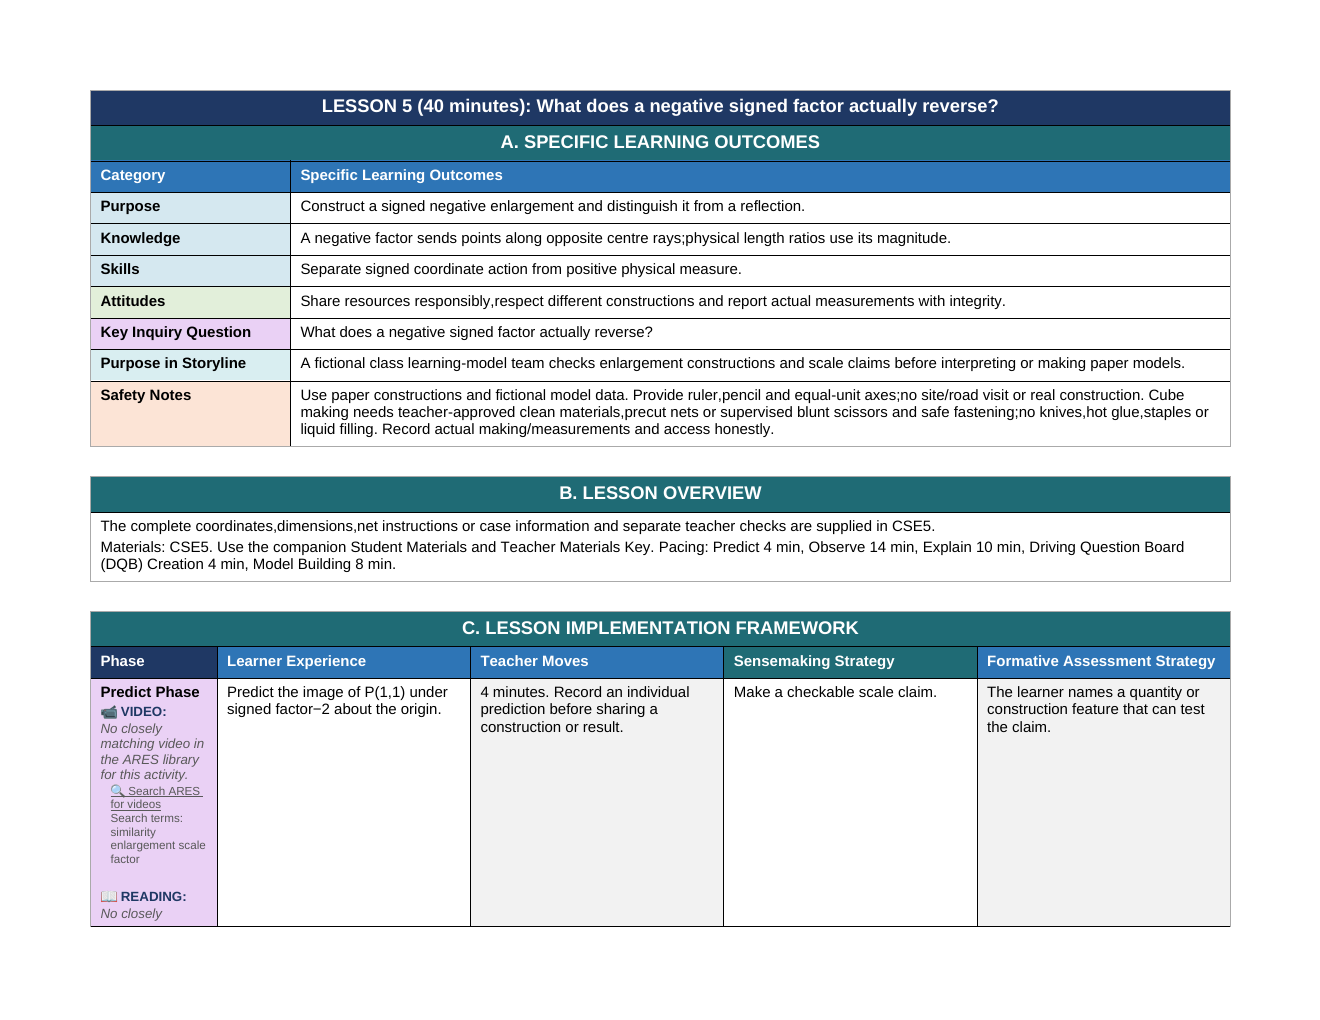 LESSON 5 (40 minutes): What does a negative signed factor actually reverse?
A. SPECIFIC LEARNING OUTCOMES
Category
Specific Learning Outcomes
Purpose
Construct a signed negative enlargement and distinguish it from a reflection.
Knowledge
A negative factor sends points along opposite centre rays;physical length ratios use its magnitude.
Skills
Separate signed coordinate action from positive physical measure.
Attitudes
Share resources responsibly,respect different constructions and report actual measurements with integrity.
Key Inquiry Question
What does a negative signed factor actually reverse?
Purpose in Storyline
A fictional class learning-model team checks enlargement constructions and scale claims before interpreting or making paper models.
Safety Notes
Use paper constructions and fictional model data. Provide ruler,pencil and equal-unit axes;no site/road visit or real construction. Cube
making needs teacher-approved clean materials,precut nets or supervised blunt scissors and safe fastening;no knives,hot glue,staples or
liquid filling. Record actual making/measurements and access honestly.
B. LESSON OVERVIEW
The complete coordinates,dimensions,net instructions or case information and separate teacher checks are supplied in CSE5.
Materials: CSE5. Use the companion Student Materials and Teacher Materials Key. Pacing: Predict 4 min, Observe 14 min, Explain 10 min, Driving Question Board
(DQB) Creation 4 min, Model Building 8 min.
C. LESSON IMPLEMENTATION FRAMEWORK
Phase
Learner Experience
Teacher Moves
Sensemaking Strategy
Formative Assessment Strategy
Predict Phase
📹 VIDEO:
No closely
matching video in
the ARES library
for this activity.
🔍 Search ARES
for videos
Search terms:
similarity
enlargement scale
factor
📖 READING:
No closely
Predict the image of P(1,1) under
signed factor−2 about the origin.
4 minutes. Record an individual
prediction before sharing a
construction or result.
Make a checkable scale claim.
The learner names a quantity or
construction feature that can test
the claim.